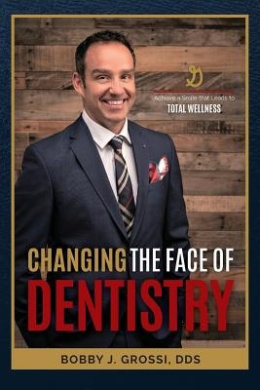 Achieve a Smile that Leads to
TOTAL WELLNESS
CHANGING THE FACE OF
DENTISTRY
BOBBY J. GROSSI, DDS